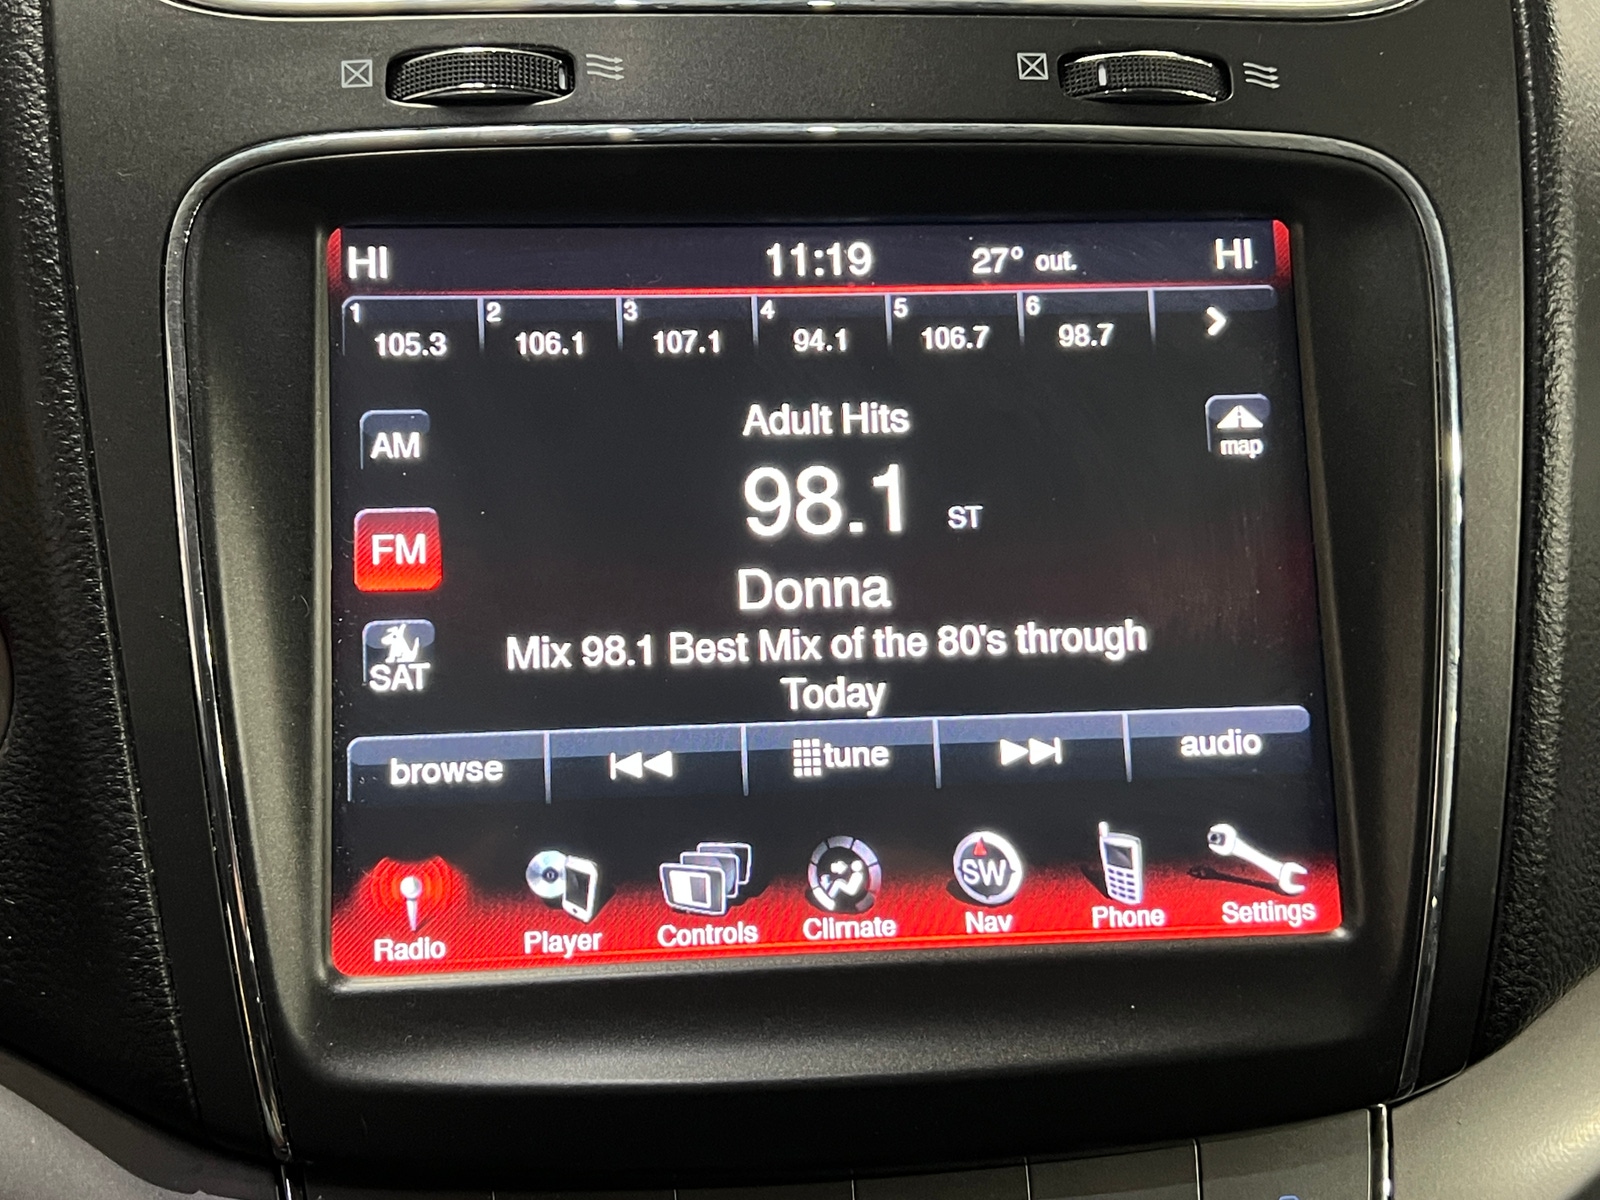 HI 11:19 27° out. HI
1 2 3 4 5 6
105.3 106.1 107.1 94.1 106.7 98.7
Adult Hits
map
AM
98.1 ST
FM
Donna
Mix 98.1 Best Mix of the 80's through
Today
SAT
browse tune audio
SW
Radio Player Controls Climate Nav Phone Settings